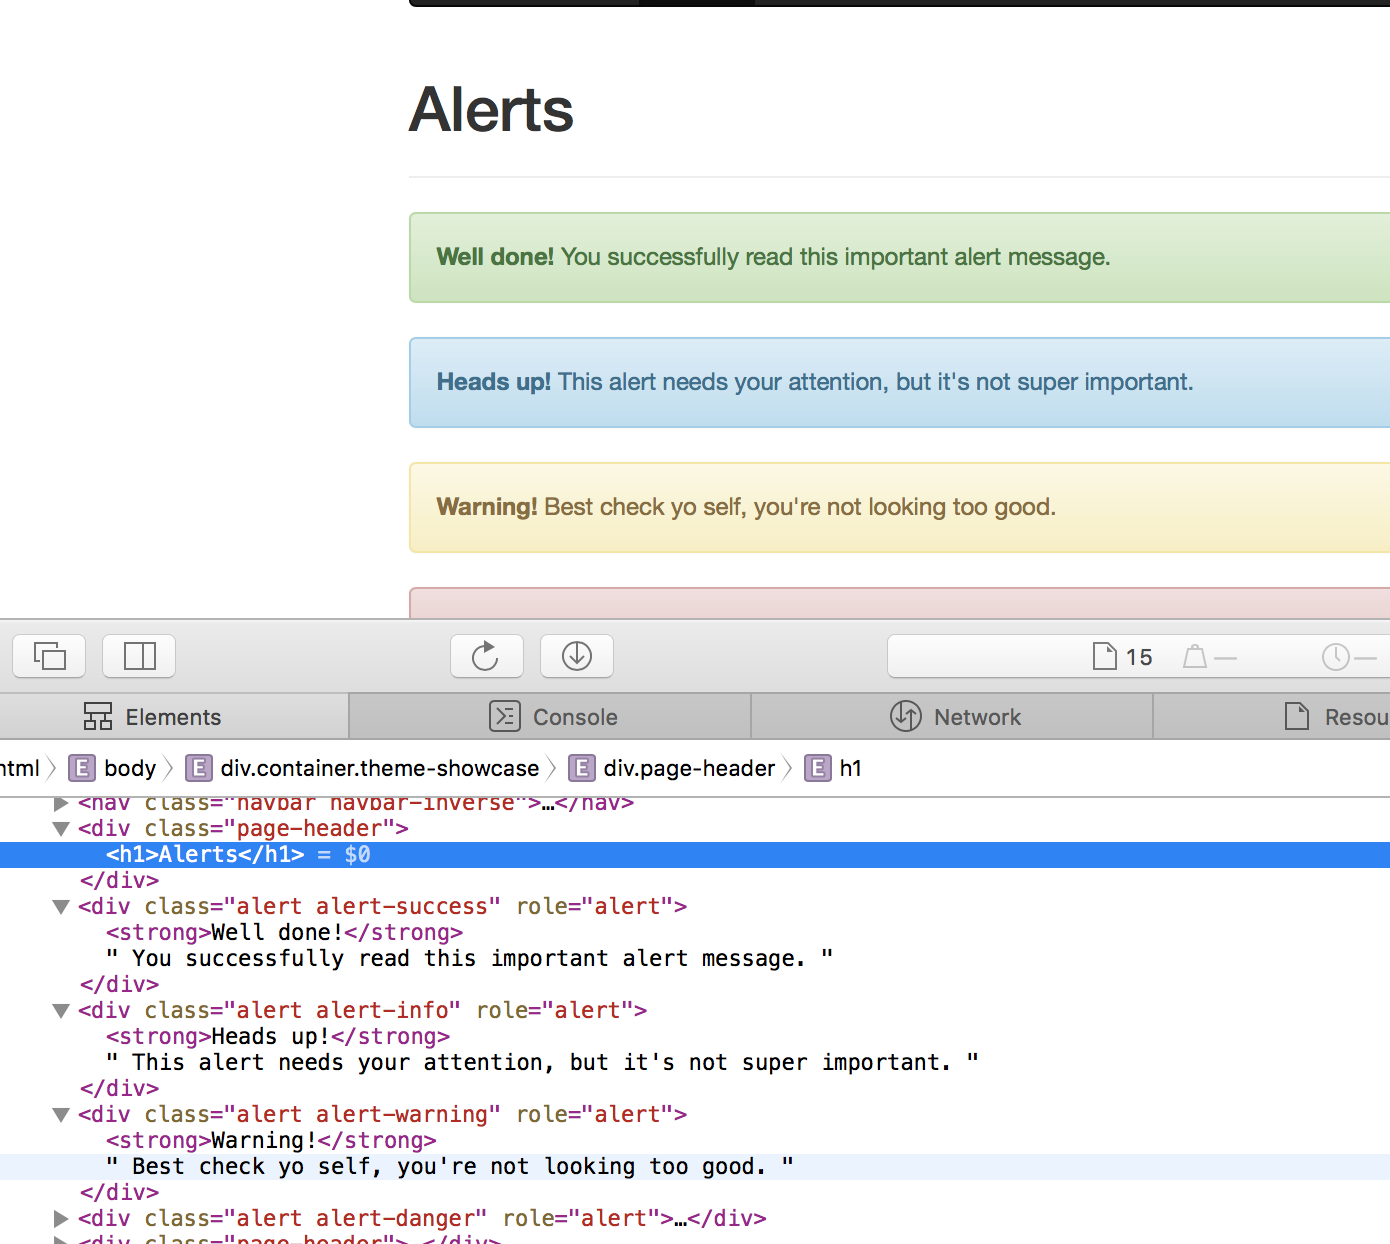 Alerts
Well done! You successfully read this important alert message.
Heads up! This alert needs your attention, but it's not super important.
Warning! Best check yo self, you're not looking too good.
15 — —
Elements Console Network Resou
html E body E div.container.theme-showcase E div.page-header E h1
<nav class="navbar navbar-inverse">…</nav>
<div class="page-header">
<h1>Alerts</h1> = $0
</div>
<div class="alert alert-success" role="alert">
<strong>Well done!</strong>
" You successfully read this important alert message. "
</div>
<div class="alert alert-info" role="alert">
<strong>Heads up!</strong>
" This alert needs your attention, but it's not super important. "
</div>
<div class="alert alert-warning" role="alert">
<strong>Warning!</strong>
" Best check yo self, you're not looking too good. "
</div>
<div class="alert alert-danger" role="alert">…</div>
<div class="page-header">…</div>